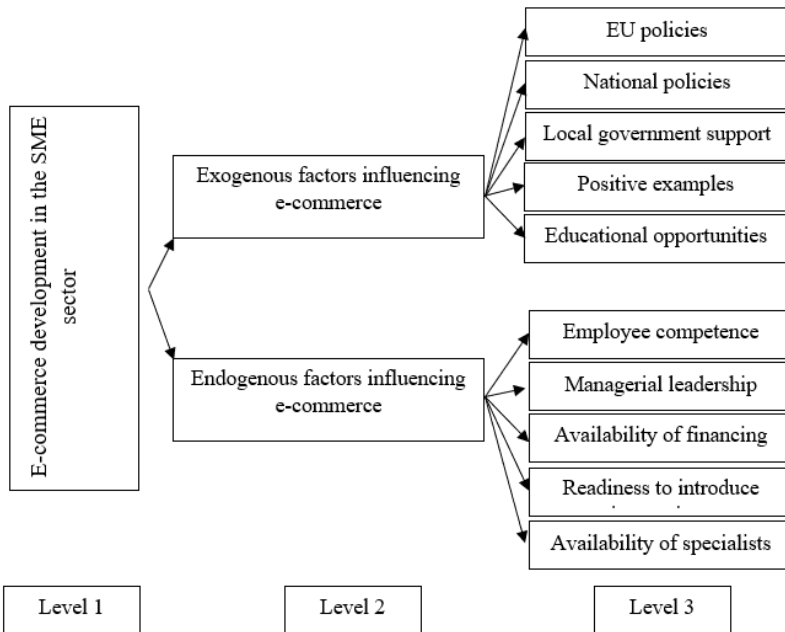 E-commerce development in the SME
sector
Exogenous factors influencing
e-commerce
Endogenous factors influencing
e-commerce
EU policies
National policies
Local government support
Positive examples
Educational opportunities
Employee competence
Managerial leadership
Availability of financing
Readiness to introduce
Availability of specialists
Level 1
Level 2
Level 3